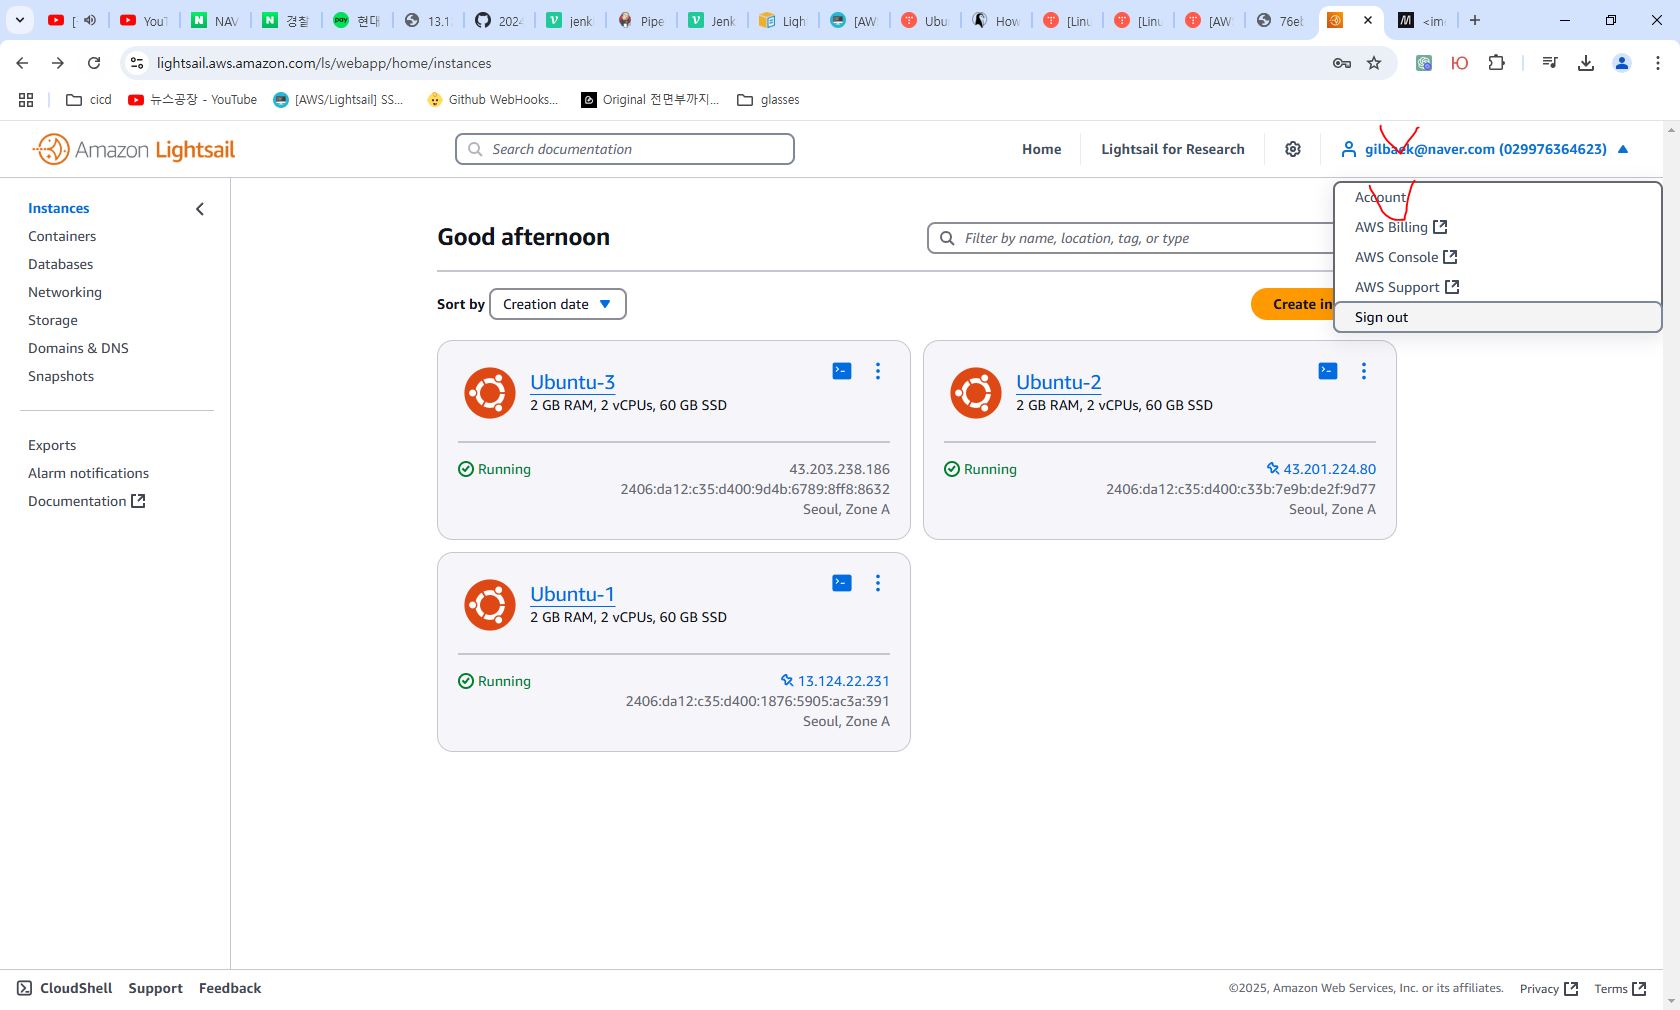 [
YouT
NAV
경찰
pay
현대
13.1
2024
jenk
Pipe
Jenk
Ligh
[AW
Ubu
How
[Linu
[Linu
[AW
76eb
<im
lightsail.aws.amazon.com/ls/webapp/home/instances
cicd
뉴스공장 - YouTube
[AWS/Lightsail] SS...
Github WebHooks...
Original 전면부까지...
glasses
Amazon Lightsail
Search documentation
Home
Lightsail for Research
gilbaek@naver.com (029976364623)
Account
AWS Billing
AWS Console
AWS Support
Sign out
Instances
Containers
Databases
Networking
Storage
Domains & DNS
Snapshots
Exports
Alarm notifications
Documentation
Good afternoon
Filter by name, location, tag, or type
Sort by
Creation date
Create in
Ubuntu-3
2 GB RAM, 2 vCPUs, 60 GB SSD
Running
43.203.238.186
2406:da12:c35:d400:9d4b:6789:8ff8:8632
Seoul, Zone A
Ubuntu-2
2 GB RAM, 2 vCPUs, 60 GB SSD
Running
43.201.224.80
2406:da12:c35:d400:c33b:7e9b:de2f:9d77
Seoul, Zone A
Ubuntu-1
2 GB RAM, 2 vCPUs, 60 GB SSD
Running
13.124.22.231
2406:da12:c35:d400:1876:5905:ac3a:391
Seoul, Zone A
CloudShell
Support
Feedback
©2025, Amazon Web Services, Inc. or its affiliates.
Privacy
Terms